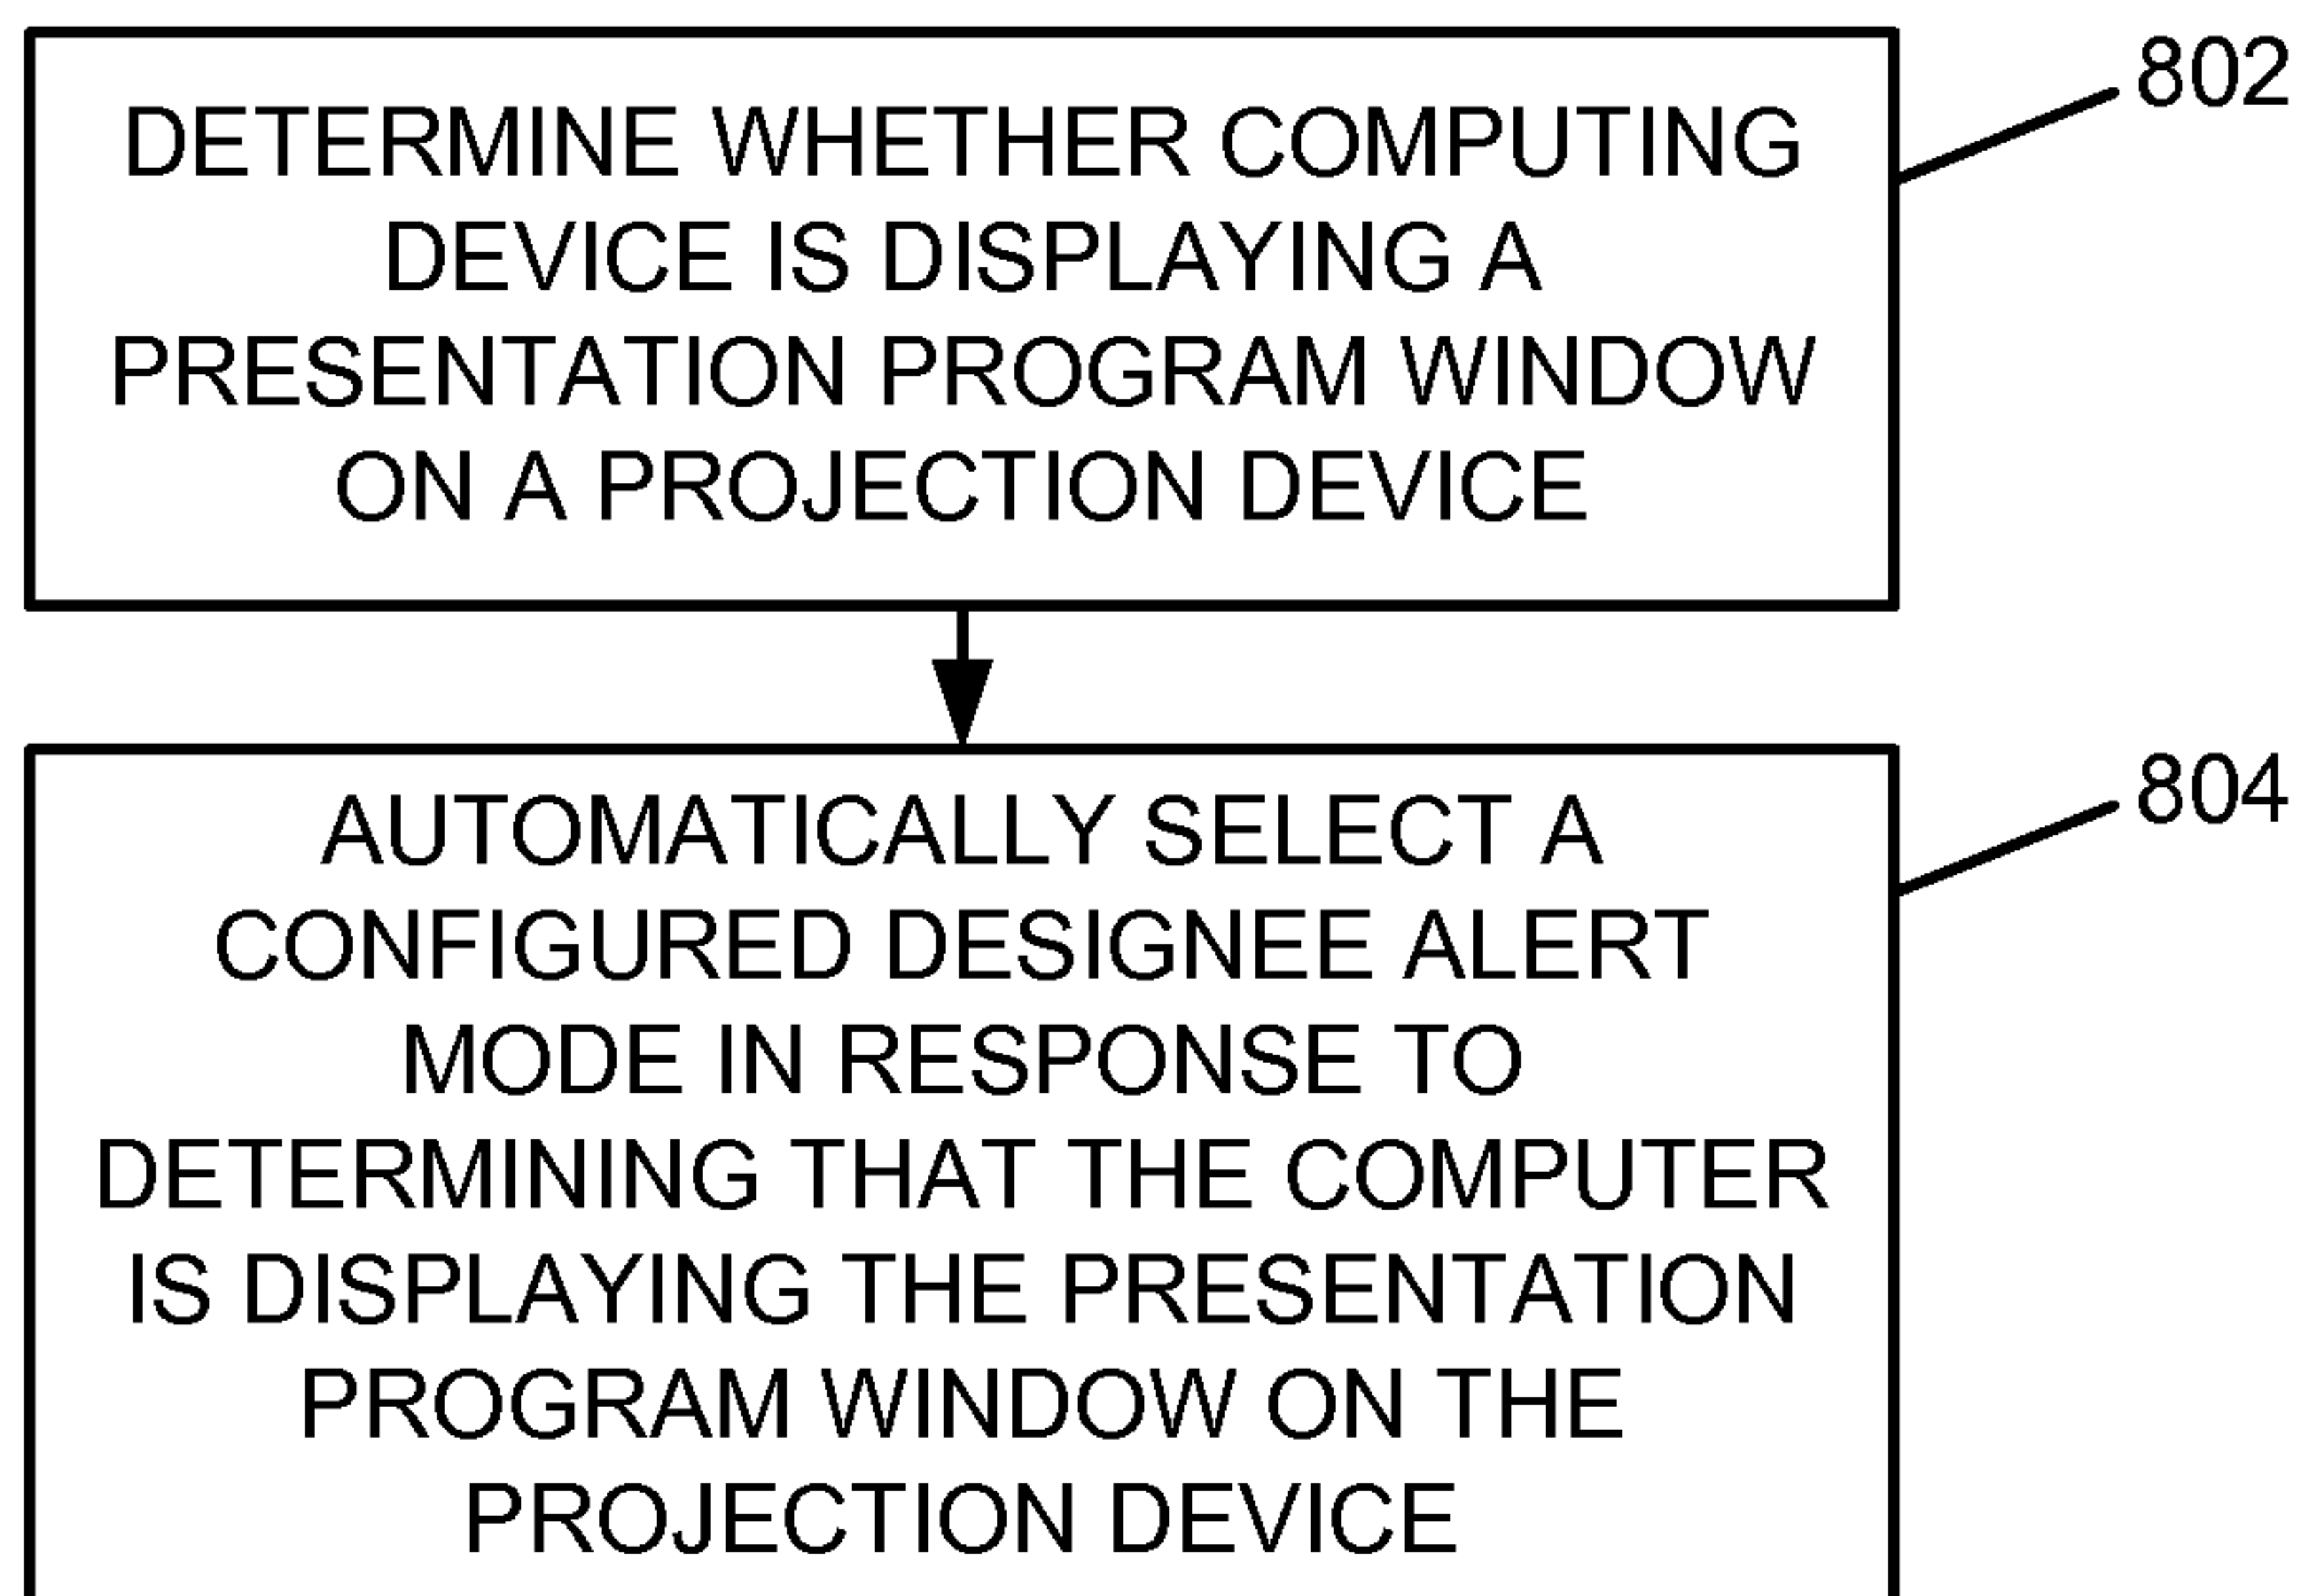 802
DETERMINE WHETHER COMPUTING
DEVICE IS DISPLAYING A
PRESENTATION PROGRAM WINDOW
ON A PROJECTION DEVICE
804
AUTOMATICALLY SELECT A
CONFIGURED DESIGNEE ALERT
MODE IN RESPONSE TO
DETERMINING THAT THE COMPUTER
IS DISPLAYING THE PRESENTATION
PROGRAM WINDOW ON THE
PROJECTION DEVICE